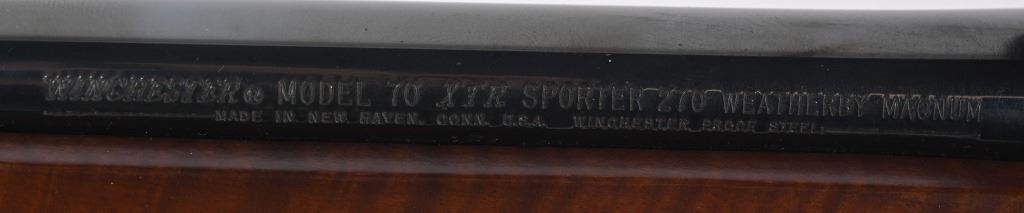 WINCHESTER® MODEL 70 XTR SPORTER 270 WEATHERBY MAGNUM
MADE IN NEW HAVEN, CONN. U.S.A. WINCHESTER PROOF STEEL